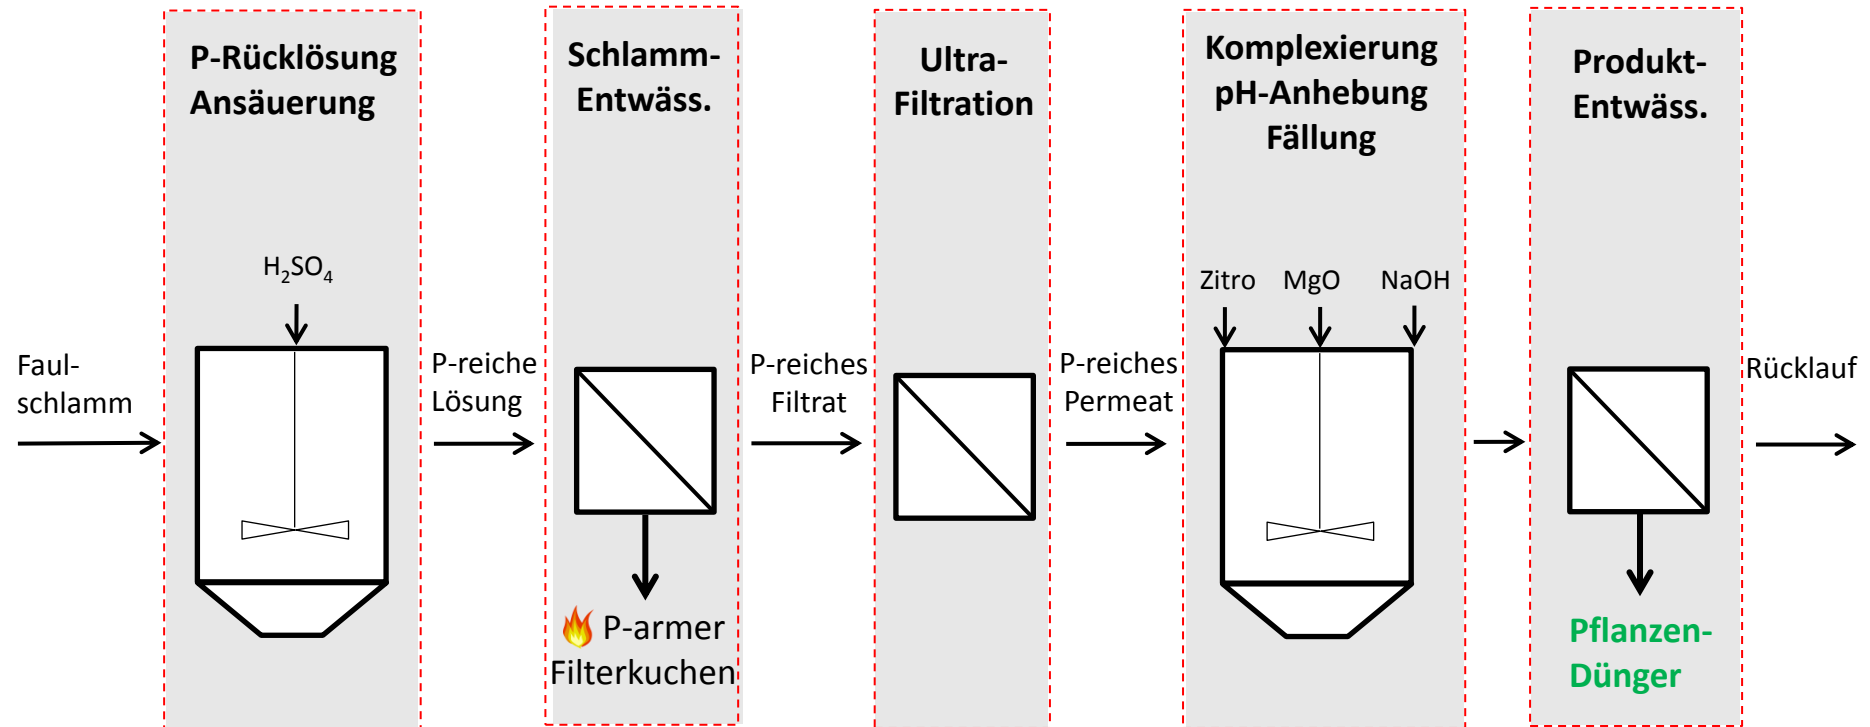 P-Rücklösung
Ansäuerung
Schlamm-
Entwäss.
Ultra-
Filtration
Komplexierung
pH-Anhebung
Fällung
Produkt-
Entwäss.
H₂SO₄
Zitro MgO NaOH
Faul-
schlamm
P-reiche
Lösung
P-reiches
Filtrat
P-reiches
Permeat
Rücklauf
P-armer
Filterkuchen
Pflanzen-
Dünger